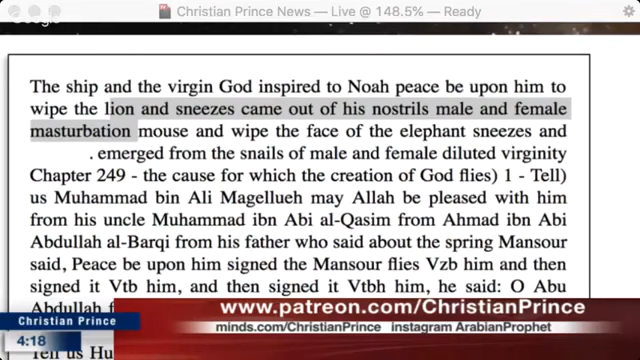 Christian Prince News — Live @ 148.5% — Ready
The ship and the virgin God inspired to Noah peace be upon him to
wipe the lion and sneezes came out of his nostrils male and female
masturbation mouse and wipe the face of the elephant sneezes and
. emerged from the snails of male and female diluted virginity
Chapter 249 - the cause for which the creation of God flies) 1 - Tell)
us Muhammad bin Ali Magellueh may Allah be pleased with him
from his uncle Muhammad ibn Abi al-Qasim from Ahmad ibn Abi
Abdullah al-Barqi from his father who said about the spring Mansour
said, Peace be upon him signed the Mansour flies Vzb him and then
signed it Vtb him, and then signed it Vtbh him, he said: O Abu
Abdullah f
www.patreon.com/ChristianPrince
Christian Prince
minds.com/ChristianPrince instagram ArabianProphet
4:18
Tell us Hu